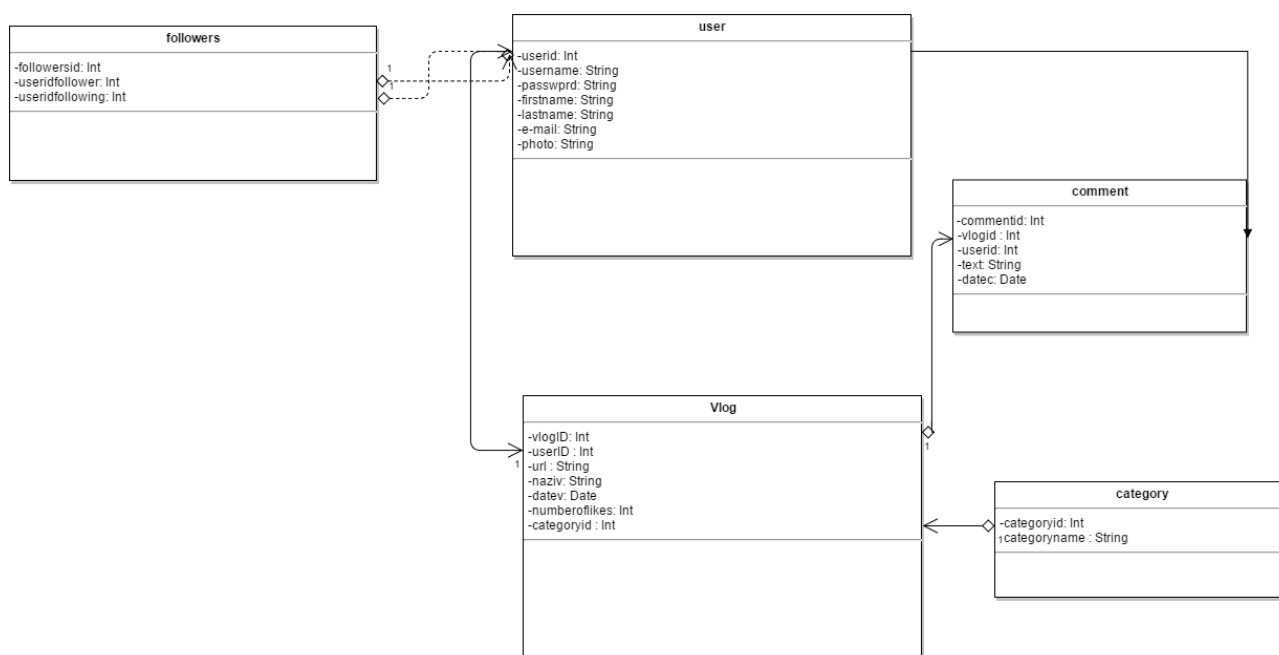 followers
-followersid: Int
-useridfollower: Int
-useridfollowing: Int
1
1
user
-userid: Int
-username: String
-passwprd: String
-firstname: String
-lastname: String
-e-mail: String
-photo: String
comment
-commentid: Int
-vlogid : Int
-userid: Int
-text: String
-datec: Date
Vlog
-vlogID: Int
-userID : Int
-url : String
-naziv: String
-datev: Date
-numberoflikes: Int
-categoryid : Int
1
1
category
-categoryid: Int
1categoryname : String